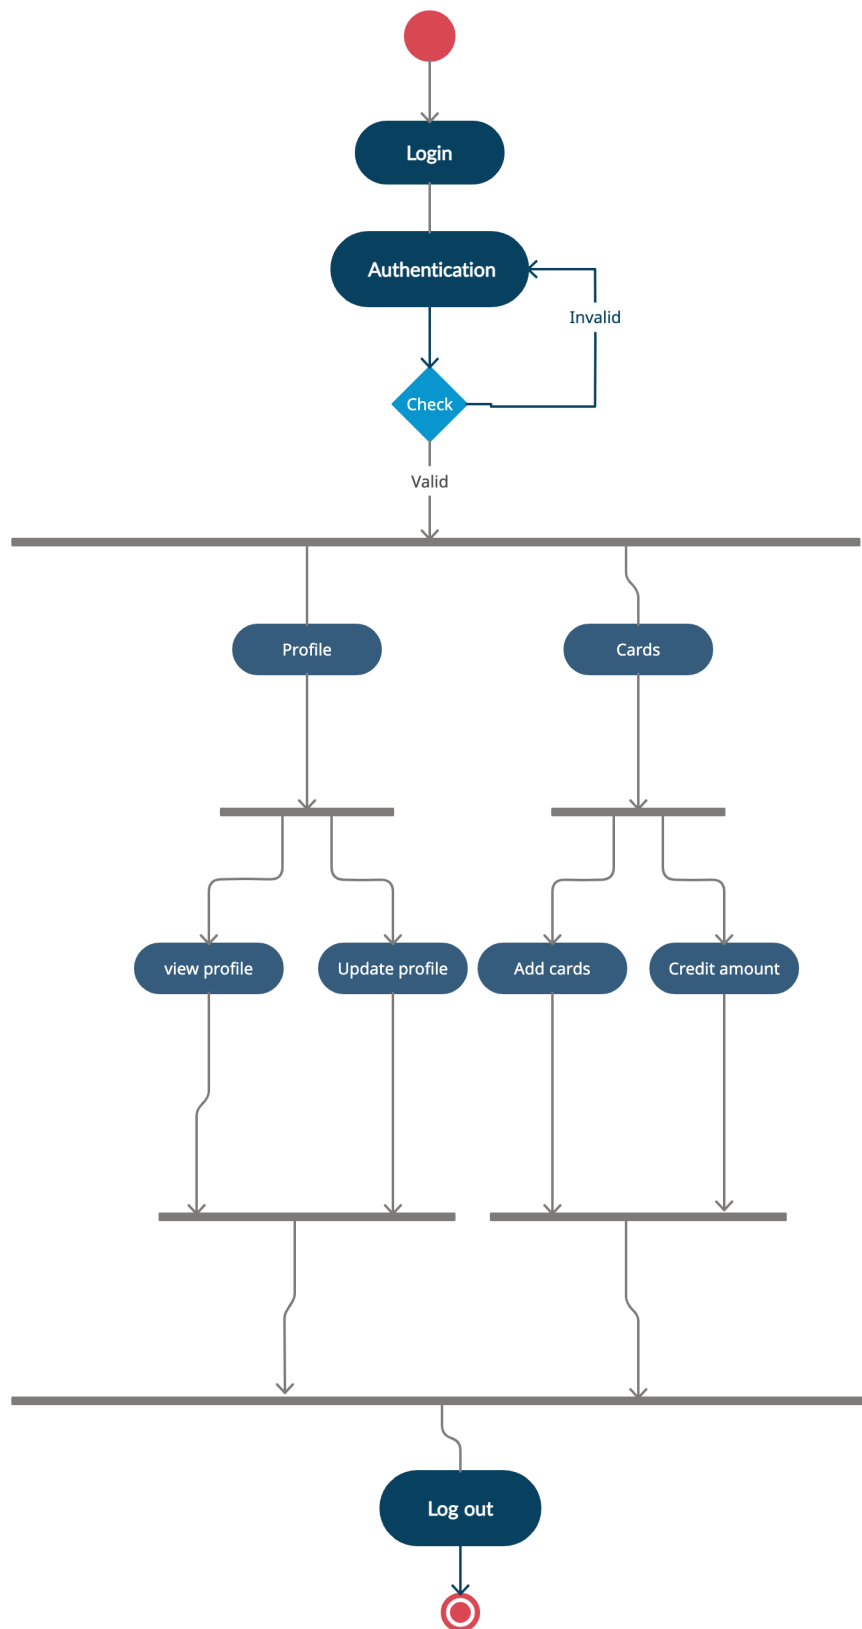 Login
Authentication
Invalid
Check
Valid
Profile
Cards
view profile
Update profile
Add cards
Credit amount
Log out